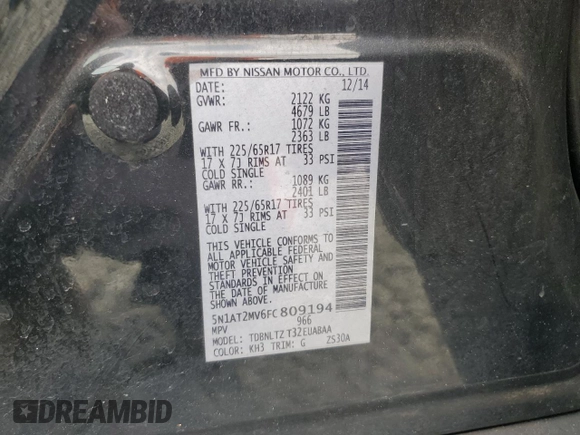 MFD BY NISSAN MOTOR CO., LTD.
DATE: 12/14
GVWR: 2122 KG
4679 LB
GAWR FR.: 1072 KG
2363 LB
WITH 225/65R17 TIRES
17 X 7J RIMS AT 33 PSI
COLD SINGLE
GAWR RR.: 1089 KG
2401 LB
WITH 225/65R17 TIRES
17 X 7J RIMS AT 33 PSI
COLD SINGLE
THIS VEHICLE CONFORMS TO
ALL APPLICABLE FEDERAL
MOTOR VEHICLE SAFETY AND
THEFT PREVENTION
STANDARDS IN EFFECT ON
THE DATE OF MANUFACTURE
5N1AT2MV6FC809194
MPV 966
MODEL: TDBNLTZ T32EUABAA
COLOR: KH3 TRIM: G ZS30A
DREAMBID